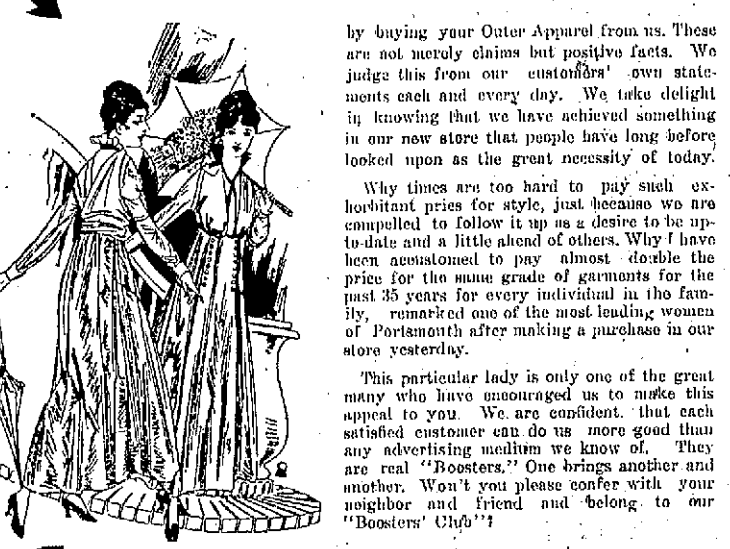 by buying your Outer Apparel from us. These
are not merely claims but positive facts. We
judge this from our customers' own state-
ments each and every day. We take delight
in knowing that we have achieved something
in our new store that people have long before
looked upon as the great necessity of today.
Why times are too hard to pay such ex-
horbitant prics for style, just because we are
compelled to follow it up as a desire to be up-
to-date and a little ahead of others. Why I have
been accustomed to pay almost double the
price for the same grade of garments for the
past 35 years for every individual in the fam-
ily, remarked one of the most leading women
of Portsmouth after making a purchase in our
store yesterday.
This particular lady is only one of the great
many who have encouraged us to make this
appeal to you. We are confident that each
satisfied customer can do us more good than
any advertising medium we know of. They
are real "Boosters." One brings another and
another. Won't you please confer with your
neighbor and friend and belong to our
"Boosters' Club"?